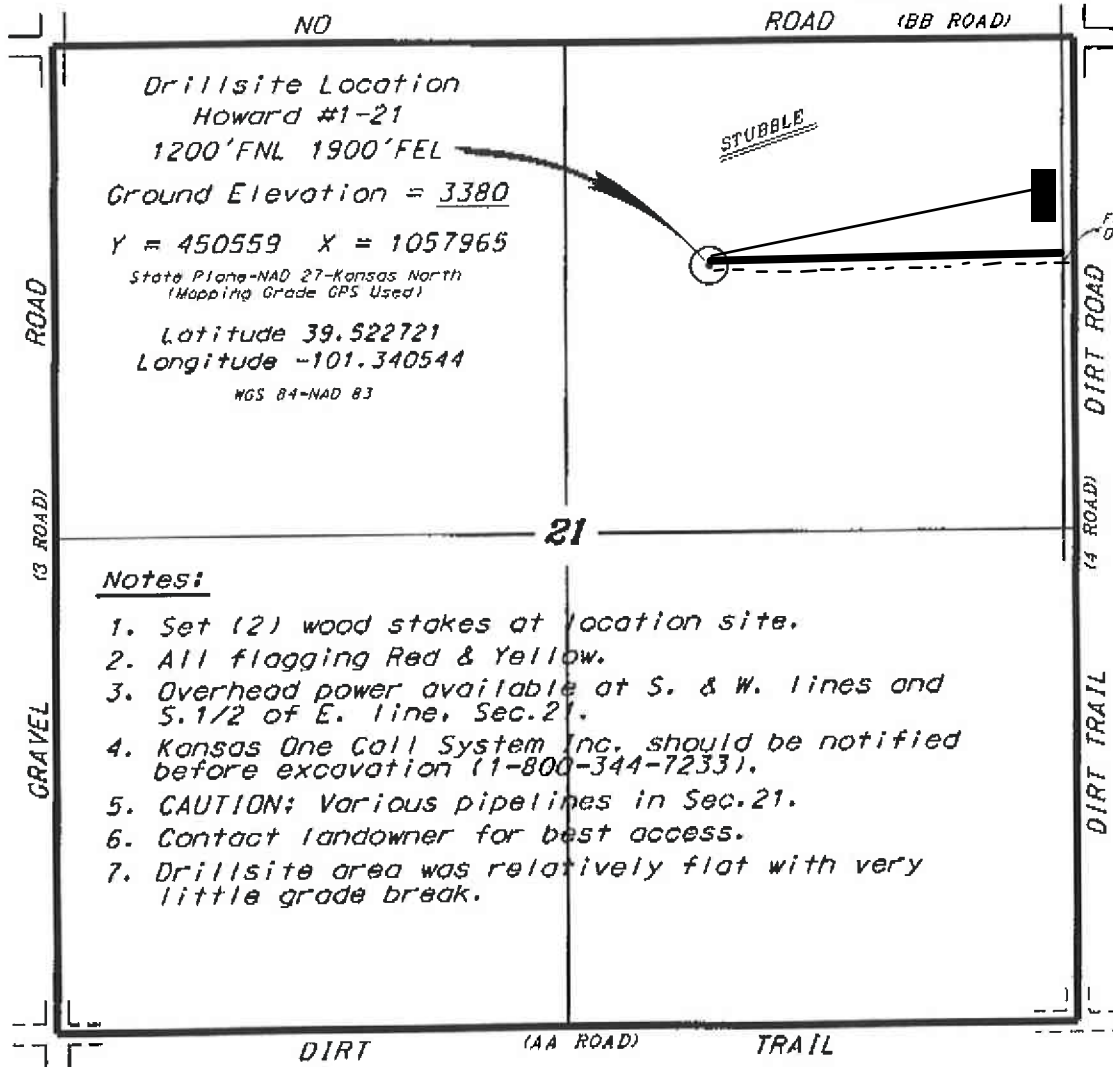 NO ROAD (BB ROAD)
Drillsite Location
Howard #1-21
1200'FNL 1900'FEL
Ground Elevation = 3380
Y = 450559 X = 1057965
State Plane-NAD 27-Kansas North
(Mapping Grade GPS Used)
Latitude 39.522721
Longitude -101.340544
WGS 84-NAD 83
STUBBLE
GRAVEL (3 ROAD) ROAD
DIRT ROAD
(4 ROAD)
DIRT TRAIL
21
Notes:
1. Set (2) wood stakes at location site.
2. All flagging Red & Yellow.
3. Overhead power available at S. & W. lines and
S.1/2 of E. line, Sec.21.
4. Kansas One Call System Inc. should be notified
before excavation (1-800-344-7233).
5. CAUTION: Various pipelines in Sec.21.
6. Contact landowner for best access.
7. Drillsite area was relatively flat with very
little grade break.
DIRT (AA ROAD) TRAIL